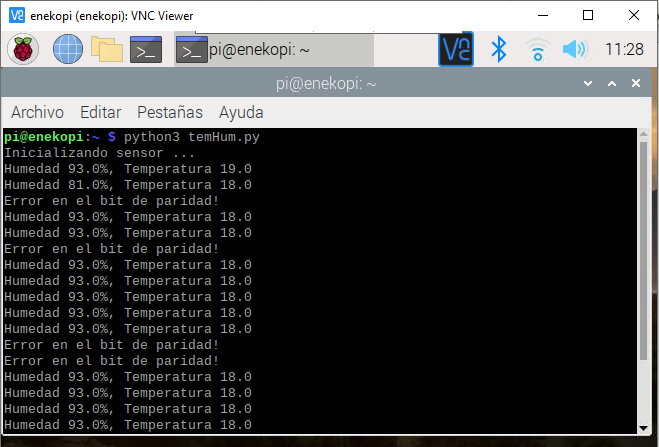 enekopi (enekopi): VNC Viewer
pi@enekopi: ~
11:28
pi@enekopi: ~
Archivo Editar Pestañas Ayuda
pi@enekopi:~ $ python3 temHum.py
Inicializando sensor ...
Humedad 93.0%, Temperatura 19.0
Humedad 81.0%, Temperatura 18.0
Error en el bit de paridad!
Humedad 93.0%, Temperatura 18.0
Humedad 93.0%, Temperatura 18.0
Error en el bit de paridad!
Humedad 93.0%, Temperatura 18.0
Humedad 93.0%, Temperatura 18.0
Humedad 93.0%, Temperatura 18.0
Humedad 93.0%, Temperatura 18.0
Humedad 93.0%, Temperatura 18.0
Error en el bit de paridad!
Error en el bit de paridad!
Humedad 93.0%, Temperatura 18.0
Humedad 93.0%, Temperatura 18.0
Humedad 93.0%, Temperatura 18.0
Humedad 93.0%, Temperatura 18.0